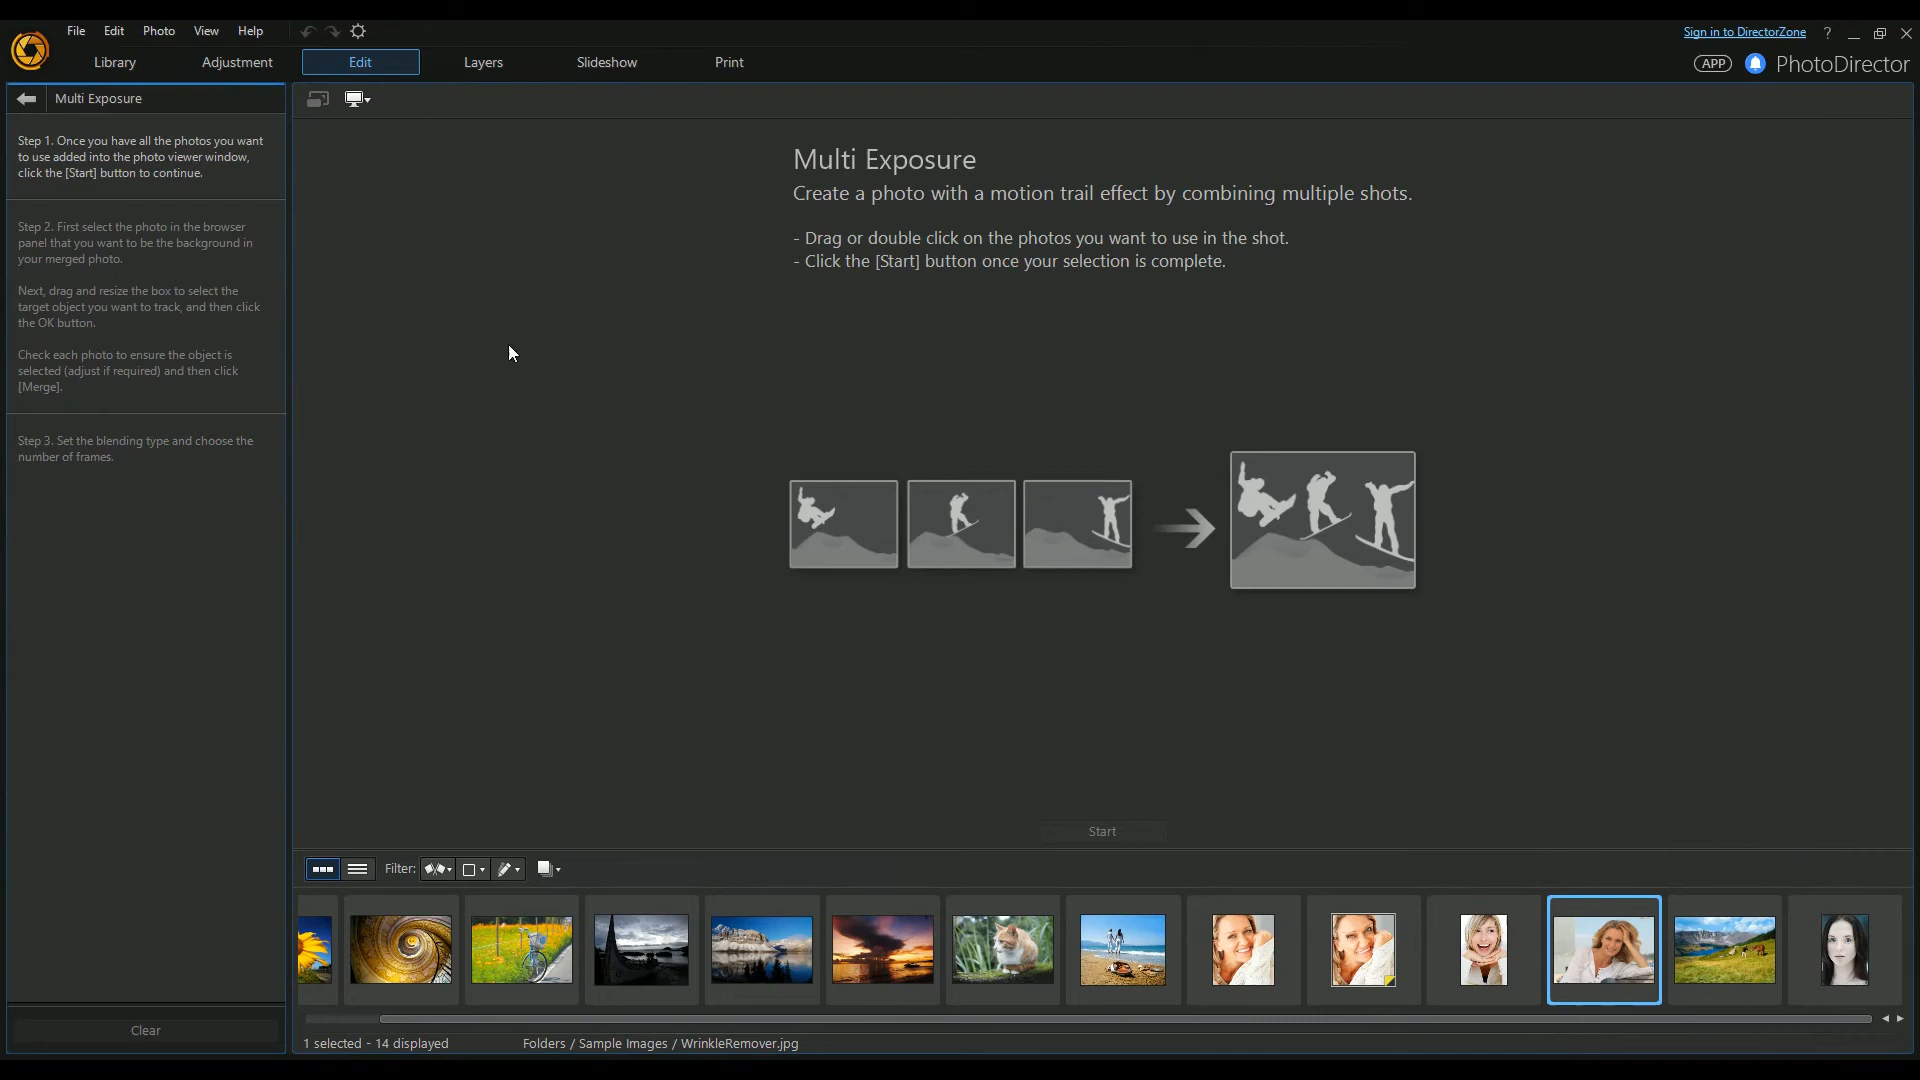 File Edit Photo View Help
Sign in to DirectorZone ?
Library Adjustment Edit Layers Slideshow Print
APP PhotoDirector
Multi Exposure
Step 1. Once you have all the photos you want
to use added into the photo viewer window,
click the [Start] button to continue.
Step 2. First select the photo in the browser
panel that you want to be the background in
your merged photo.
Next, drag and resize the box to select the
target object you want to track, and then click
the OK button.
Check each photo to ensure the object is
selected (adjust if required) and then click
[Merge].
Step 3. Set the blending type and choose the
number of frames.
Clear
Multi Exposure
Create a photo with a motion trail effect by combining multiple shots.
- Drag or double click on the photos you want to use in the shot.
- Click the [Start] button once your selection is complete.
Start
Filter:
1 selected - 14 displayed
Folders / Sample Images / WrinkleRemover.jpg